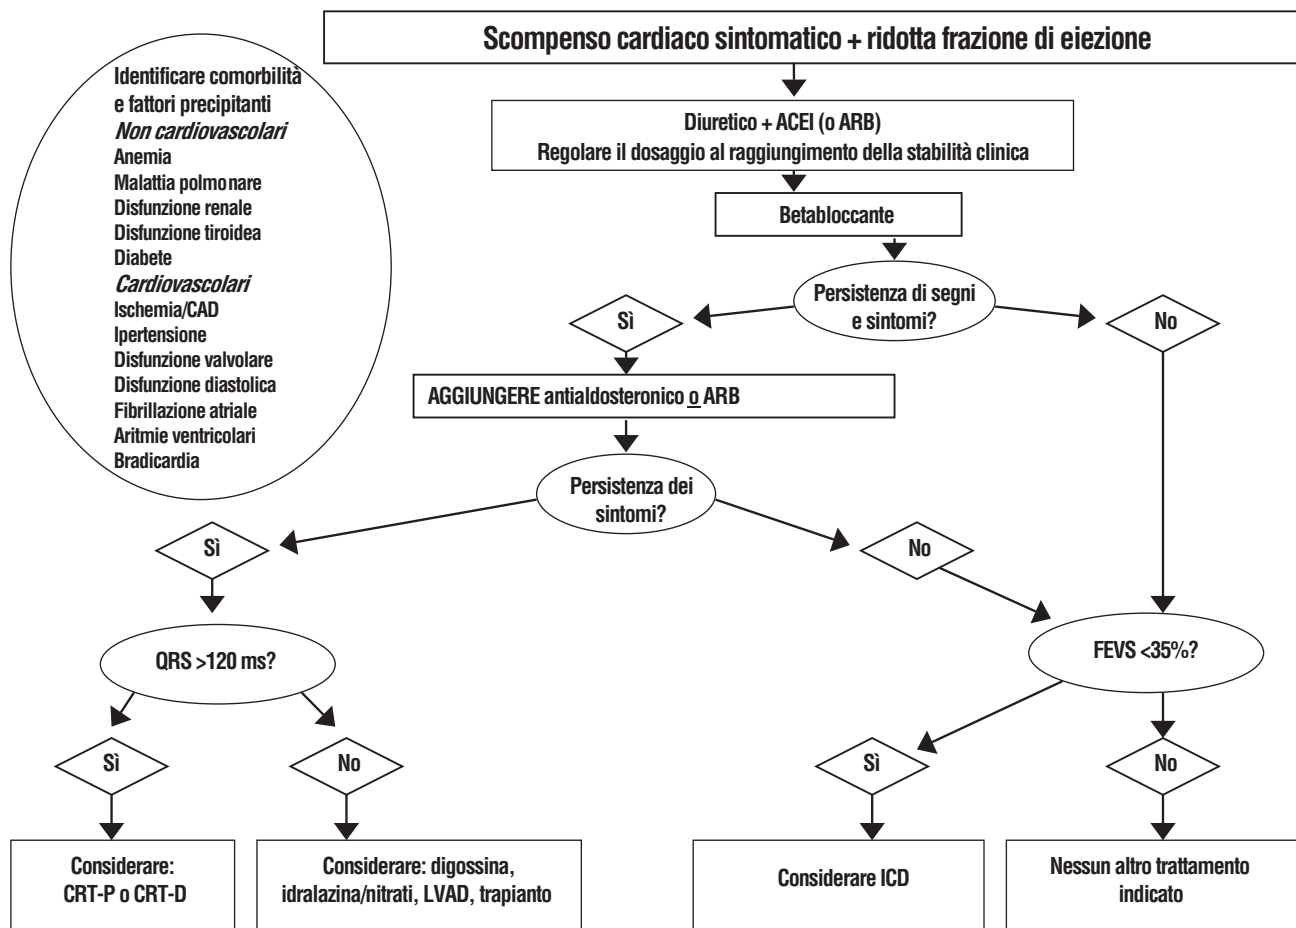 Scompenso cardiaco sintomatico + ridotta frazione di eiezione
Identificare comorbilità
e fattori precipitanti
Non cardiovascolari
Anemia
Malattia polmonare
Disfunzione renale
Disfunzione tiroidea
Diabete
Cardiovascolari
Ischemia/CAD
Ipertensione
Disfunzione valvolare
Disfunzione diastolica
Fibrillazione atriale
Aritmie ventricolari
Bradicardia
Diuretico + ACEI (o ARB)
Regolare il dosaggio al raggiungimento della stabilità clinica
Betabloccante
Persistenza di segni
e sintomi?
Sì
No
AGGIUNGERE antialdosteronico o ARB
Persistenza dei
sintomi?
Sì
No
QRS >120 ms?
FEVS <35%?
Sì
No
Sì
No
Considerare:
CRT-P o CRT-D
Considerare: digossina,
idralazina/nitrati, LVAD, trapianto
Considerare ICD
Nessun altro trattamento
indicato